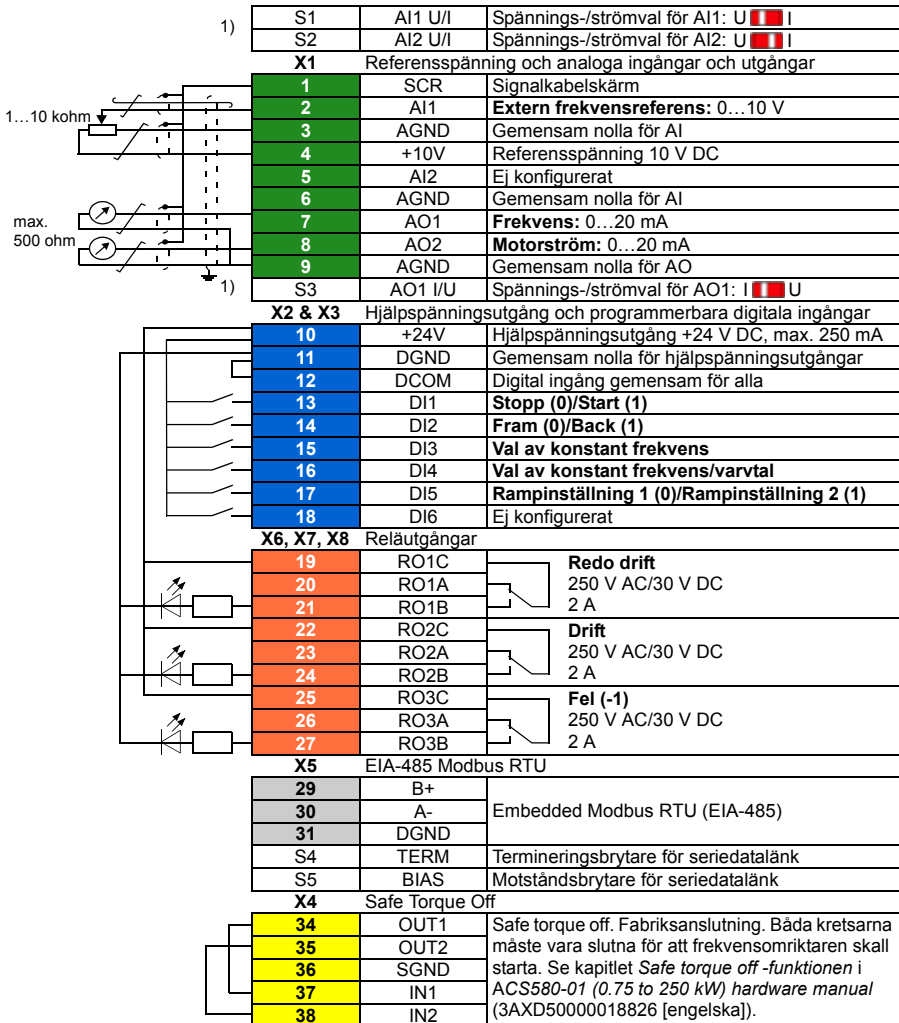 1)
S1 AI1 U/I Spännings-/strömval för AI1: U I
S2 AI2 U/I Spännings-/strömval för AI2: U I
X1 Referensspänning och analoga ingångar och utgångar
1 SCR Signalkabelskärm
2 AI1 Extern frekvensreferens: 0…10 V
1…10 kohm
3 AGND Gemensam nolla för AI
4 +10V Referensspänning 10 V DC
5 AI2 Ej konfigurerat
6 AGND Gemensam nolla för AI
7 AO1 Frekvens: 0…20 mA
max.
500 ohm
8 AO2 Motorström: 0…20 mA
9 AGND Gemensam nolla för AO
1)
S3 AO1 I/U Spännings-/strömval för AO1: I U
X2 & X3 Hjälpspänningsutgång och programmerbara digitala ingångar
10 +24V Hjälpspänningsutgång +24 V DC, max. 250 mA
11 DGND Gemensam nolla för hjälpspänningsutgångar
12 DCOM Digital ingång gemensam för alla
13 DI1 Stopp (0)/Start (1)
14 DI2 Fram (0)/Back (1)
15 DI3 Val av konstant frekvens
16 DI4 Val av konstant frekvens/varvtal
17 DI5 Rampinställning 1 (0)/Rampinställning 2 (1)
18 DI6 Ej konfigurerat
X6, X7, X8 Reläutgångar
19 RO1C Redo drift
20 RO1A 250 V AC/30 V DC
21 RO1B 2 A
22 RO2C Drift
23 RO2A 250 V AC/30 V DC
24 RO2B 2 A
25 RO3C Fel (-1)
26 RO3A 250 V AC/30 V DC
27 RO3B 2 A
X5 EIA-485 Modbus RTU
29 B+
30 A- Embedded Modbus RTU (EIA-485)
31 DGND
S4 TERM Termineringsbrytare för seriedatalänk
S5 BIAS Motståndsbrytare för seriedatalänk
X4 Safe Torque Off
34 OUT1 Safe torque off. Fabriksanslutning. Båda kretsarna
35 OUT2 måste vara slutna för att frekvensomriktaren skall
36 SGND starta. Se kapitlet Safe torque off -funktionen i
37 IN1 ACS580-01 (0.75 to 250 kW) hardware manual
38 IN2 (3AXD50000018826 [engelska]).